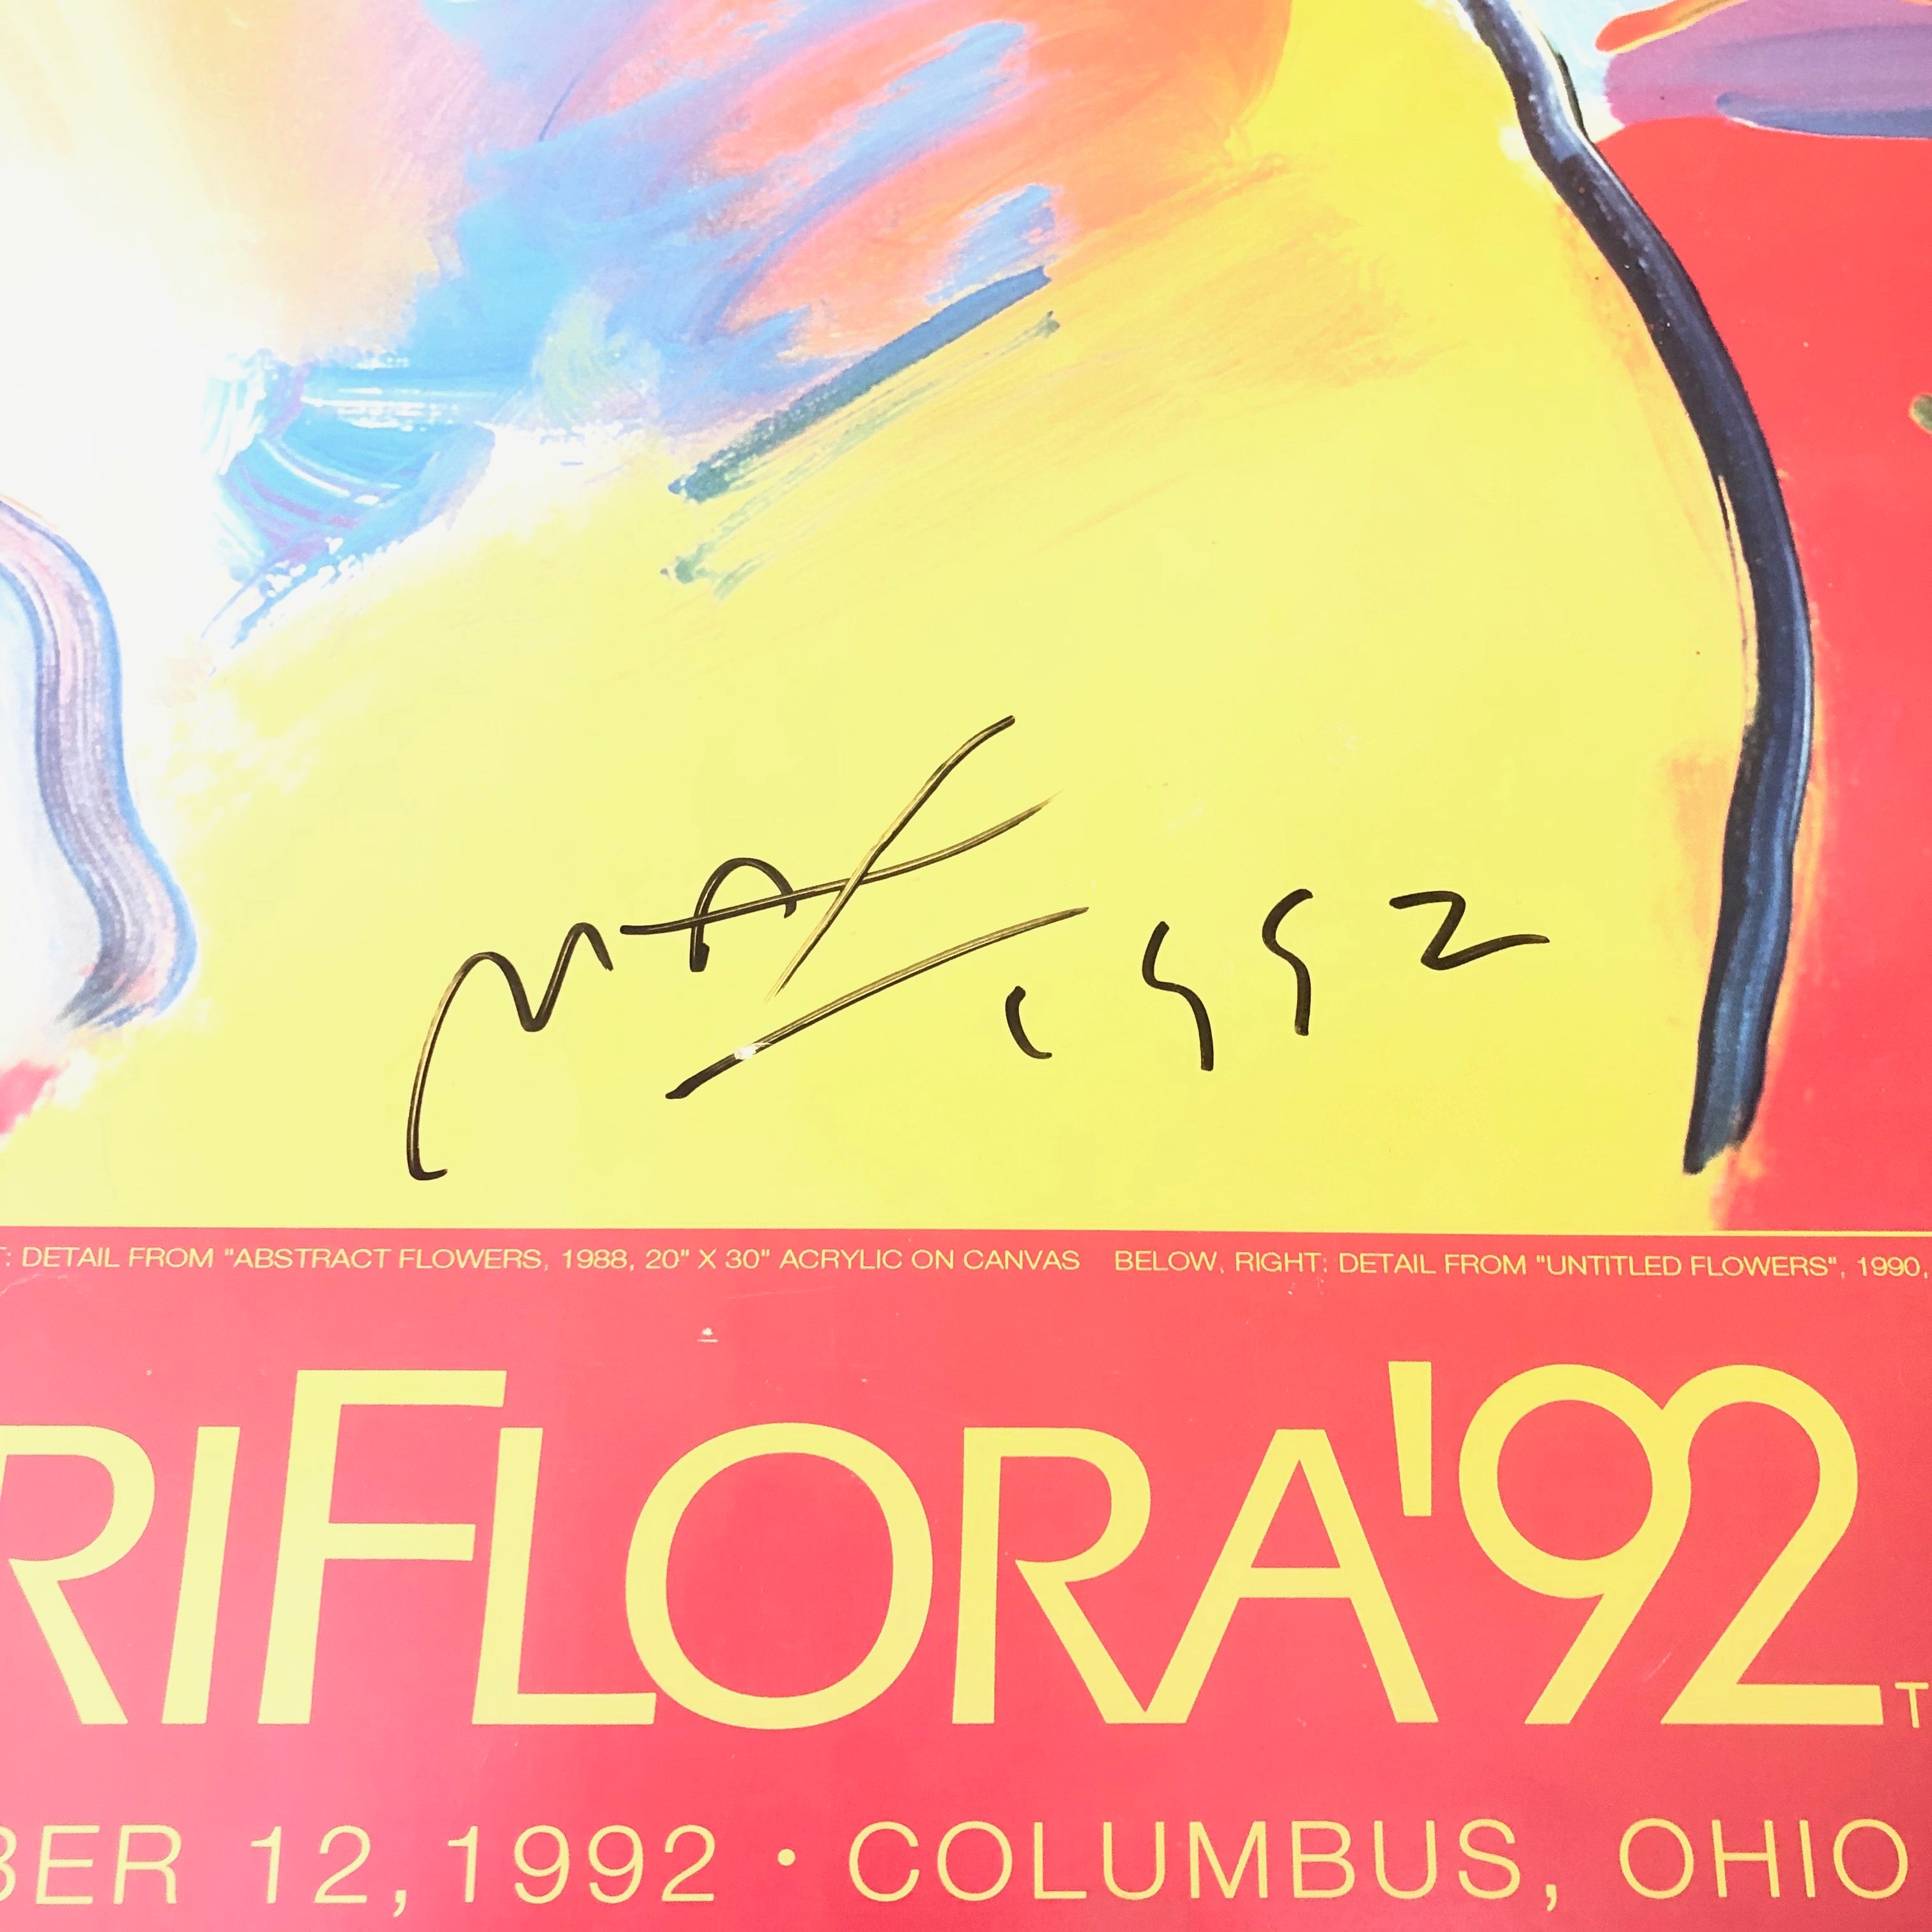 MAX 1992
: DETAIL FROM "ABSTRACT FLOWERS, 1988, 20" X 30" ACRYLIC ON CANVAS BELOW, RIGHT: DETAIL FROM "UNTITLED FLOWERS", 1990,
RIFLORA'92
BER 12,1992 • COLUMBUS, OHIO